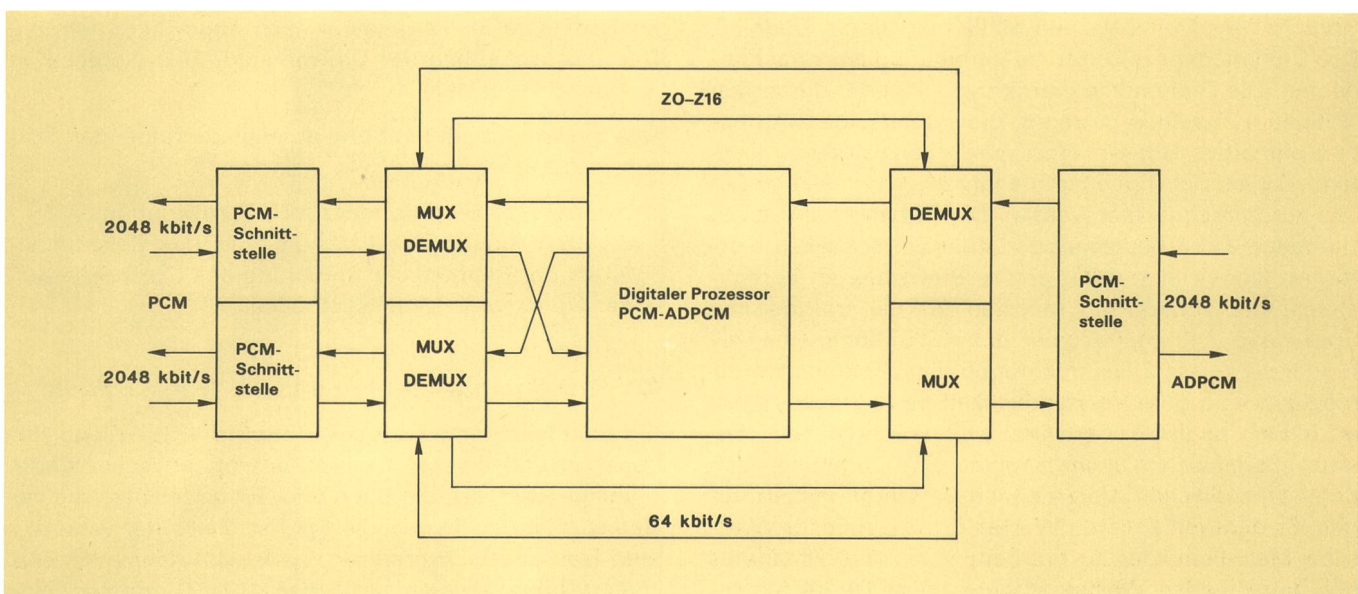 ZO–Z16
2048 kbit/s
PCM
2048 kbit/s
PCM-
Schnitt-
stelle
PCM-
Schnitt-
stelle
MUX
DEMUX
MUX
DEMUX
Digitaler Prozessor
PCM-ADPCM
DEMUX
MUX
PCM-
Schnitt-
stelle
2048 kbit/s
ADPCM
64 kbit/s